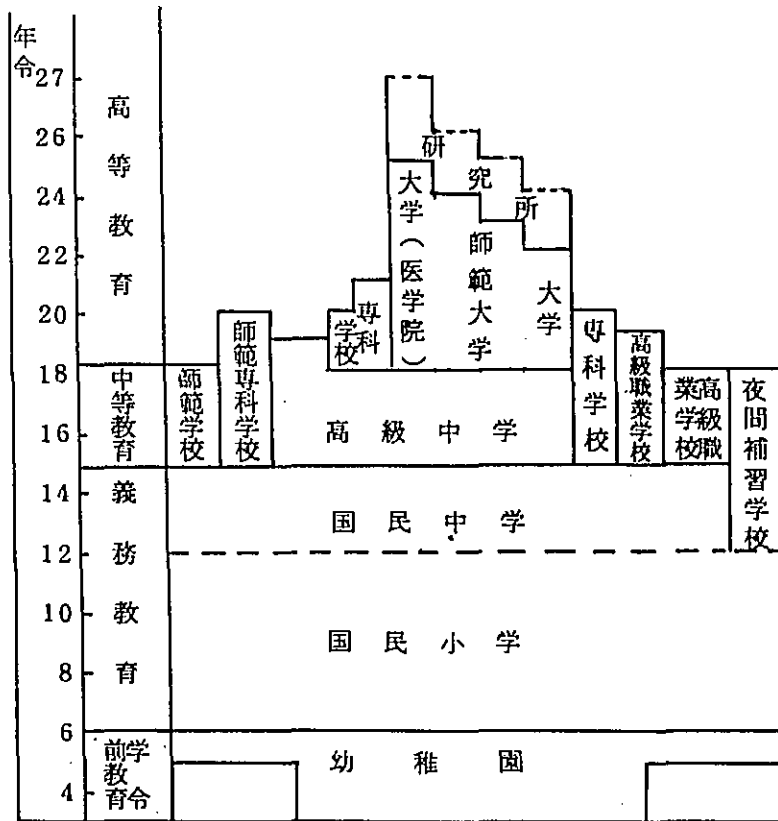 年令
27
26
24
22
20
18
16
14
12
10
8
6
4
高等教育
中等教育
義務教育
学令前教育
研究所
大学(医学院)
師範大学
大学
専科学校
師範学校
師範専科学校
高級中学
専科学校
高級職業学校
高級職業学校
夜間補習学校
国民中学
国民小学
幼稚園